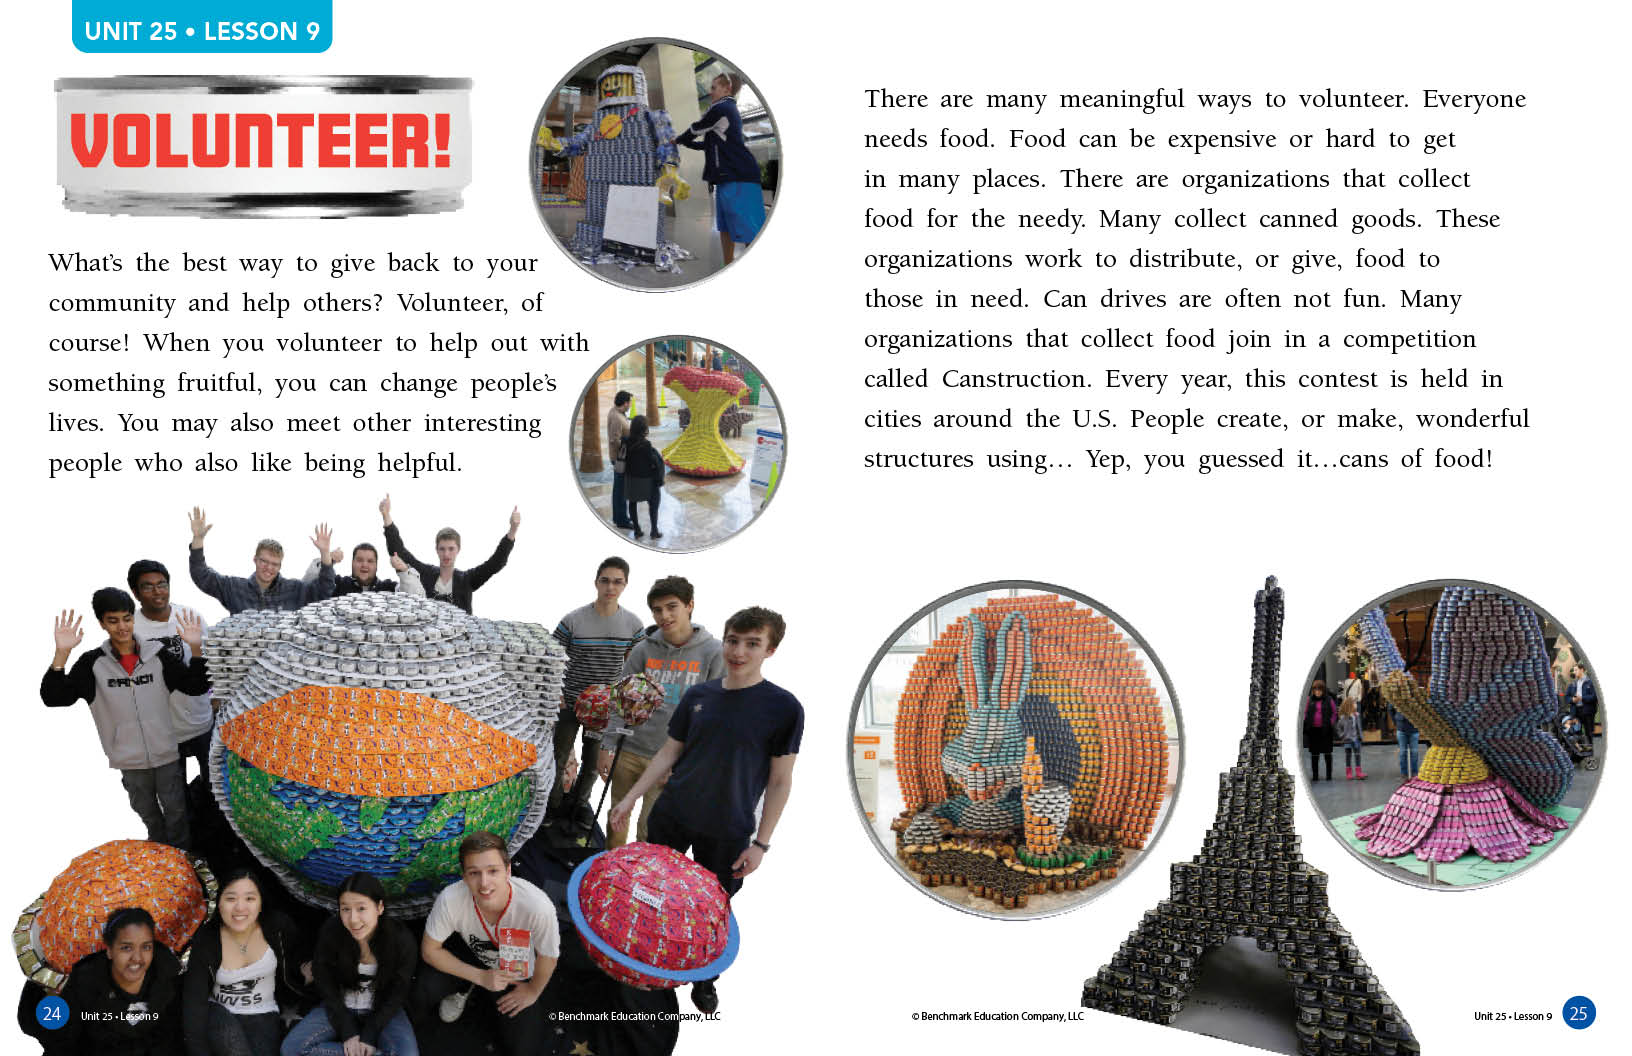 UNIT 25 • LESSON 9
VOLUNTEER!
What's the best way to give back to your
community and help others? Volunteer, of
course! When you volunteer to help out with
something fruitful, you can change people's
lives. You may also meet other interesting
people who also like being helpful.
24
Unit 25 • Lesson 9
© Benchmark Education Company, LLC
There are many meaningful ways to volunteer. Everyone
needs food. Food can be expensive or hard to get
in many places. There are organizations that collect
food for the needy. Many collect canned goods. These
organizations work to distribute, or give, food to
those in need. Can drives are often not fun. Many
organizations that collect food join in a competition
called Canstruction. Every year, this contest is held in
cities around the U.S. People create, or make, wonderful
structures using… Yep, you guessed it…cans of food!
© Benchmark Education Company, LLC
Unit 25 • Lesson 9
25